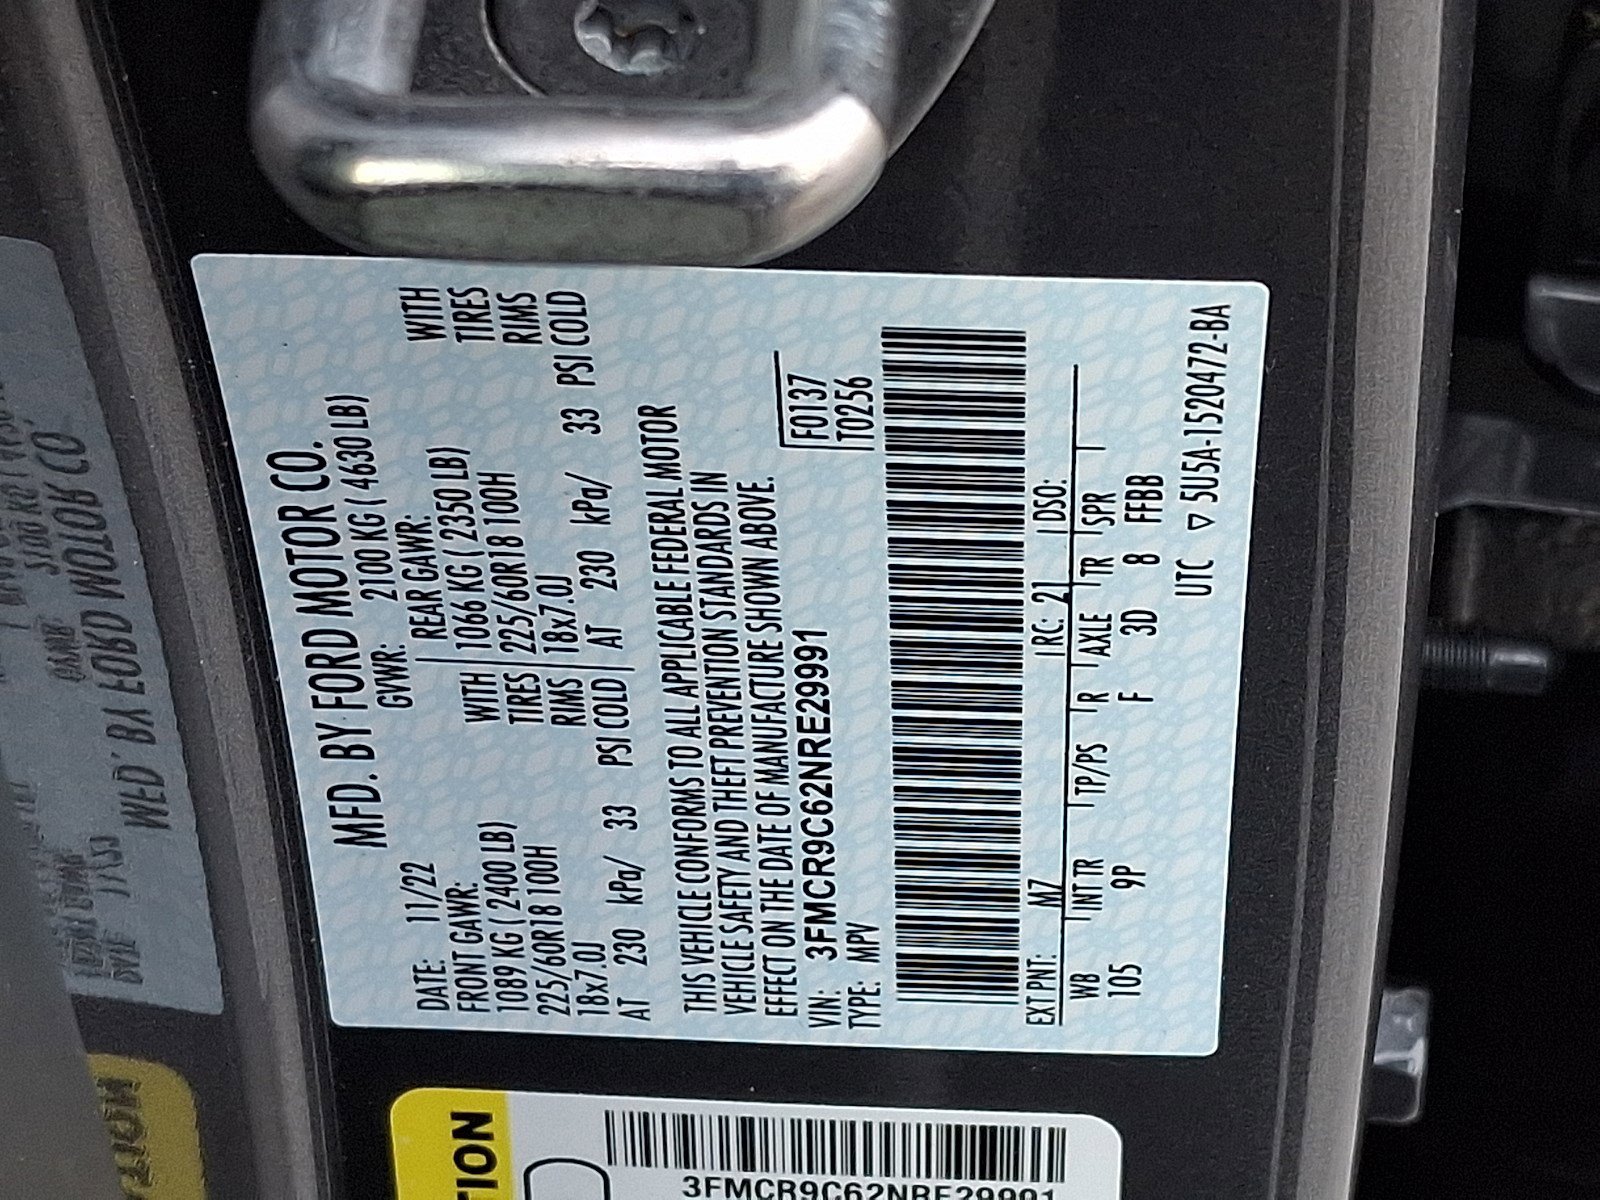 MFD. BY FORD MOTOR CO.
DATE: 11/22 GVWR: 2100 KG ( 4630 LB)
FRONT GAWR: REAR GAWR:
1089 KG ( 2400 LB) WITH 1066 KG ( 2350 LB) WITH
225/60R18 100H TIRES 225/60R18 100H TIRES
18x7.0J RIMS 18x7.0J RIMS
AT 230 kPa/ 33 PSI COLD AT 230 kPa/ 33 PSI COLD
THIS VEHICLE CONFORMS TO ALL APPLICABLE FEDERAL MOTOR
VEHICLE SAFETY AND THEFT PREVENTION STANDARDS IN
EFFECT ON THE DATE OF MANUFACTURE SHOWN ABOVE.
VIN: 3FMCR9C62NRE29991 F0137
TYPE: MPV T0256
EXT PNT: M7 RC: 21 DSO:
WB INT TR TP/PS R AXLE TR SPR
105 9P F 3D 8 FFBB
UTC ▽ 5U5A-1520472-BA
TION
3FMCR9C62NRE29991